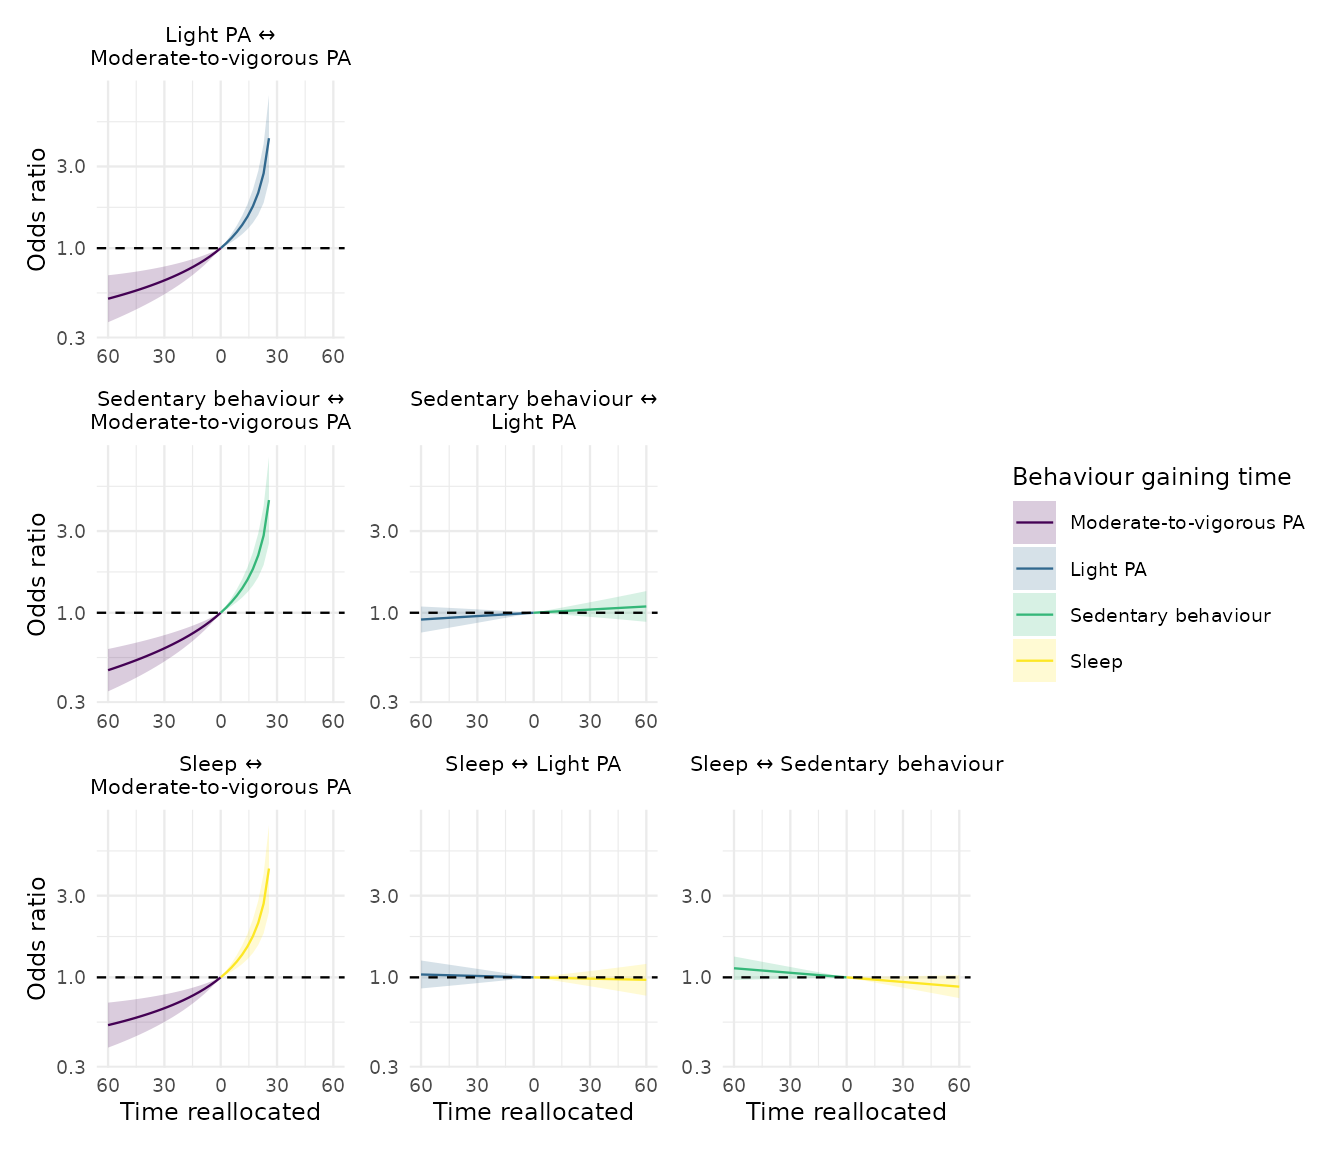 Light PA ↔
Moderate-to-vigorous PA
Odds ratio
3.0
1.0
0.3
60 30 0 30 60
Sedentary behaviour ↔
Moderate-to-vigorous PA
Odds ratio
3.0
1.0
0.3
60 30 0 30 60
Sedentary behaviour ↔
Light PA
3.0
1.0
0.3
60 30 0 30 60
Behaviour gaining time
Moderate-to-vigorous PA
Light PA
Sedentary behaviour
Sleep
Sleep ↔
Moderate-to-vigorous PA
Odds ratio
3.0
1.0
0.3
60 30 0 30 60
Time reallocated
Sleep ↔ Light PA
3.0
1.0
0.3
60 30 0 30 60
Time reallocated
Sleep ↔ Sedentary behaviour
3.0
1.0
0.3
60 30 0 30 60
Time reallocated